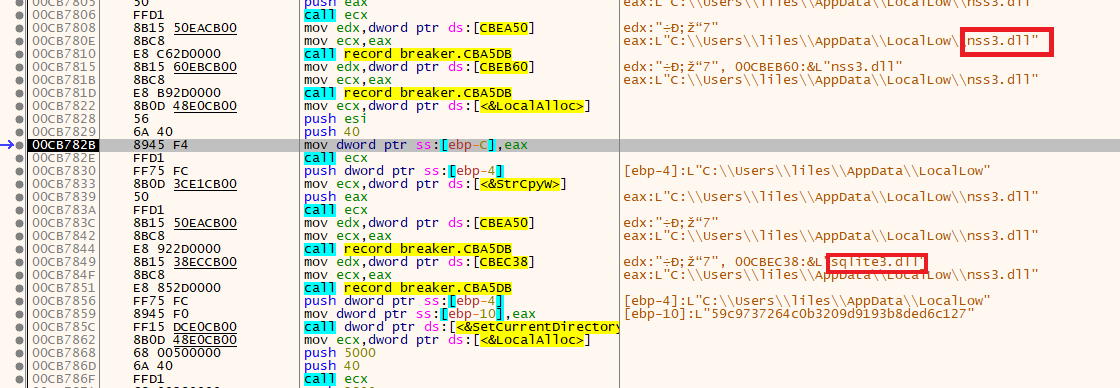 00CB7805 50 push eax eax:L"C:\\Users\\liles\\AppData\\LocalLow\\nss3.dll"
00CB7806 FFD1 call ecx
00CB7808 8B15 50EACB00 mov edx,dword ptr ds:[CBEA50] edx:"÷Ð;ž“7"
00CB780E 8BC8 mov ecx,eax eax:L"C:\\Users\\liles\\AppData\\LocalLow\\nss3.dll"
00CB7810 E8 C62D0000 call record breaker.CBA5DB
00CB7815 8B15 60EBCB00 mov edx,dword ptr ds:[CBEB60] edx:"÷Ð;ž“7", 00CBEB60:&L"nss3.dll"
00CB781B 8BC8 mov ecx,eax eax:L"C:\\Users\\liles\\AppData\\LocalLow\\nss3.dll"
00CB781D E8 B92D0000 call record breaker.CBA5DB
00CB7822 8B0D 48E0CB00 mov ecx,dword ptr ds:[<&LocalAlloc>]
00CB7828 56 push esi
00CB7829 6A 40 push 40
00CB782B 8945 F4 mov dword ptr ss:[ebp-C],eax
00CB782E FFD1 call ecx
00CB7830 FF75 FC push dword ptr ss:[ebp-4] [ebp-4]:L"C:\\Users\\liles\\AppData\\LocalLow"
00CB7833 8B0D 3CE1CB00 mov ecx,dword ptr ds:[<&StrCpyW>]
00CB7839 50 push eax eax:L"C:\\Users\\liles\\AppData\\LocalLow\\nss3.dll"
00CB783A FFD1 call ecx
00CB783C 8B15 50EACB00 mov edx,dword ptr ds:[CBEA50] edx:"÷Ð;ž“7"
00CB7842 8BC8 mov ecx,eax eax:L"C:\\Users\\liles\\AppData\\LocalLow\\nss3.dll"
00CB7844 E8 922D0000 call record breaker.CBA5DB
00CB7849 8B15 38ECCB00 mov edx,dword ptr ds:[CBEC38] edx:"÷Ð;ž“7", 00CBEC38:&L"sqlite3.dll"
00CB784F 8BC8 mov ecx,eax eax:L"C:\\Users\\liles\\AppData\\LocalLow\\nss3.dll"
00CB7851 E8 852D0000 call record breaker.CBA5DB
00CB7856 FF75 FC push dword ptr ss:[ebp-4] [ebp-4]:L"C:\\Users\\liles\\AppData\\LocalLow"
00CB7859 8945 F0 mov dword ptr ss:[ebp-10],eax [ebp-10]:L"59c9737264c0b3209d9193b8ded6c127"
00CB785C FF15 DCE0CB00 call dword ptr ds:[<&SetCurrentDirectory
00CB7862 8B0D 48E0CB00 mov ecx,dword ptr ds:[<&LocalAlloc>]
00CB7868 68 00500000 push 5000
00CB786D 6A 40 push 40
00CB786F FFD1 call ecx